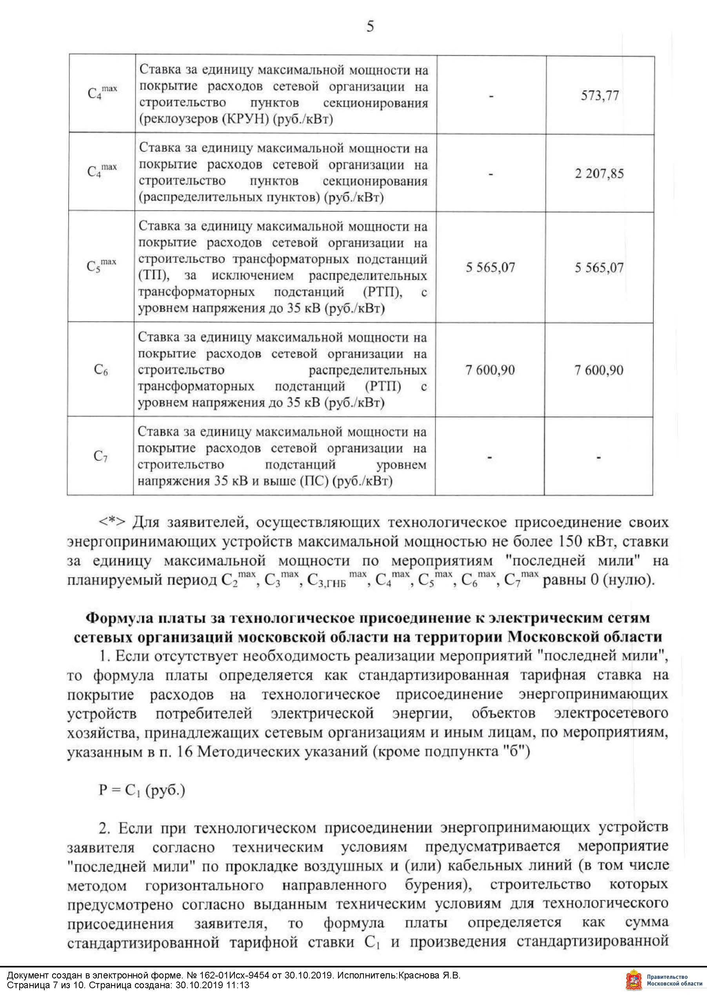 5
C₄ᵐᵃˣ
Ставка за единицу максимальной мощности на
покрытие расходов сетевой организации на
строительство пунктов секционирования
(реклоузеров (КРУН) (руб./кВт)
-
573,77
C₄ᵐᵃˣ
Ставка за единицу максимальной мощности на
покрытие расходов сетевой организации на
строительство пунктов секционирования
(распределительных пунктов) (руб./кВт)
-
2 207,85
C₅ᵐᵃˣ
Ставка за единицу максимальной мощности на
покрытие расходов сетевой организации на
строительство трансформаторных подстанций
(ТП), за исключением распределительных
трансформаторных подстанций (РТП), с
уровнем напряжения до 35 кВ (руб./кВт)
5 565,07
5 565,07
C₆
Ставка за единицу максимальной мощности на
покрытие расходов сетевой организации на
строительство распределительных
трансформаторных подстанций (РТП) с
уровнем напряжения до 35 кВ (руб./кВт)
7 600,90
7 600,90
C₇
Ставка за единицу максимальной мощности на
покрытие расходов сетевой организации на
строительство подстанций уровнем
напряжения 35 кВ и выше (ПС) (руб./кВт)
-
-
<*> Для заявителей, осуществляющих технологическое присоединение своих
энергопринимающих устройств максимальной мощностью не более 150 кВт, ставки
за единицу максимальной мощности по мероприятиям "последней мили" на
планируемый период C₂ᵐᵃˣ, C₃ᵐᵃˣ, C₃,ГНБ ᵐᵃˣ, C₄ᵐᵃˣ, C₅ᵐᵃˣ, C₆ᵐᵃˣ, C₇ᵐᵃˣ равны 0 (нулю).
Формула платы за технологическое присоединение к электрическим сетям
сетевых организаций московской области на территории Московской области
1. Если отсутствует необходимость реализации мероприятий "последней мили",
то формула платы определяется как стандартизированная тарифная ставка на
покрытие расходов на технологическое присоединение энергопринимающих
устройств потребителей электрической энергии, объектов электросетевого
хозяйства, принадлежащих сетевым организациям и иным лицам, по мероприятиям,
указанным в п. 16 Методических указаний (кроме подпункта "б")
P = C₁ (руб.)
2. Если при технологическом присоединении энергопринимающих устройств
заявителя согласно техническим условиям предусматривается мероприятие
"последней мили" по прокладке воздушных и (или) кабельных линий (в том числе
методом горизонтального направленного бурения), строительство которых
предусмотрено согласно выданным техническим условиям для технологического
присоединения заявителя, то формула платы определяется как сумма
стандартизированной тарифной ставки C₁ и произведения стандартизированной
Документ создан в электронной форме. № 162-01Исх-9454 от 30.10.2019. Исполнитель:Краснова Я.В.
Страница 7 из 10. Страница создана: 30.10.2019 11:13
Правительство
Московской области